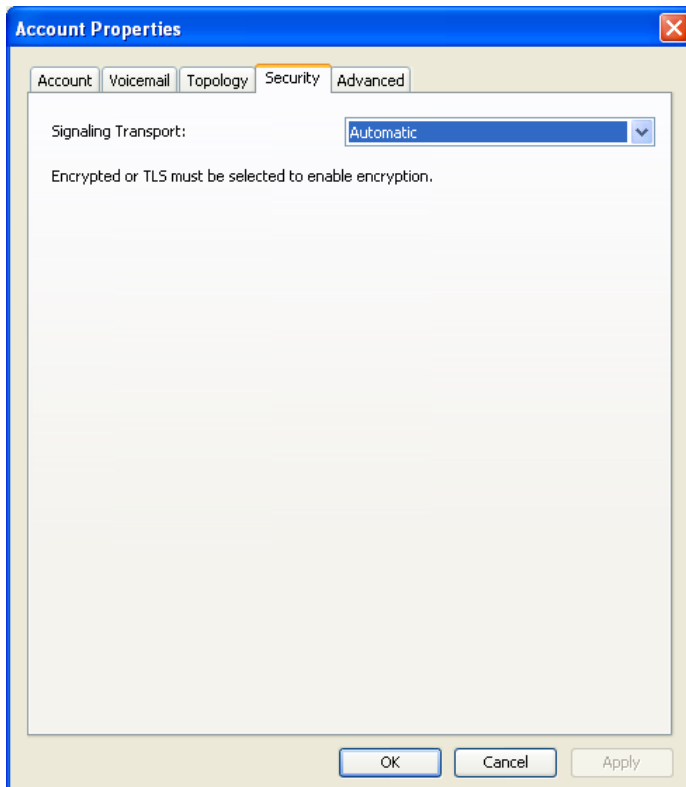 Account Properties
Account Voicemail Topology Security Advanced
Signaling Transport: Automatic
Encrypted or TLS must be selected to enable encryption.
OK Cancel Apply